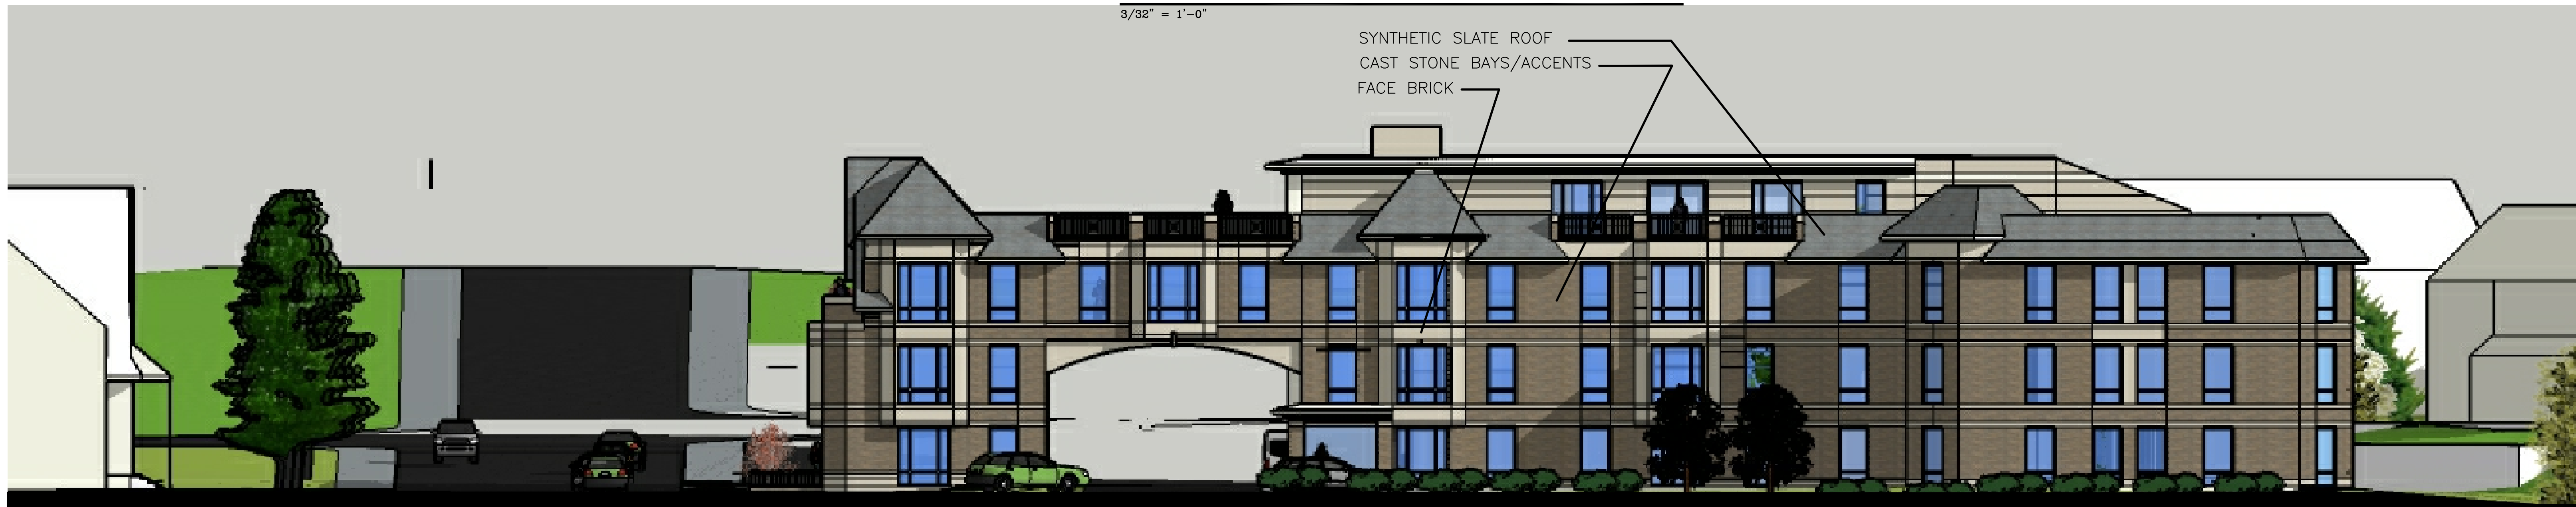 3/32" = 1'-0"
SYNTHETIC SLATE ROOF
CAST STONE BAYS/ACCENTS
FACE BRICK